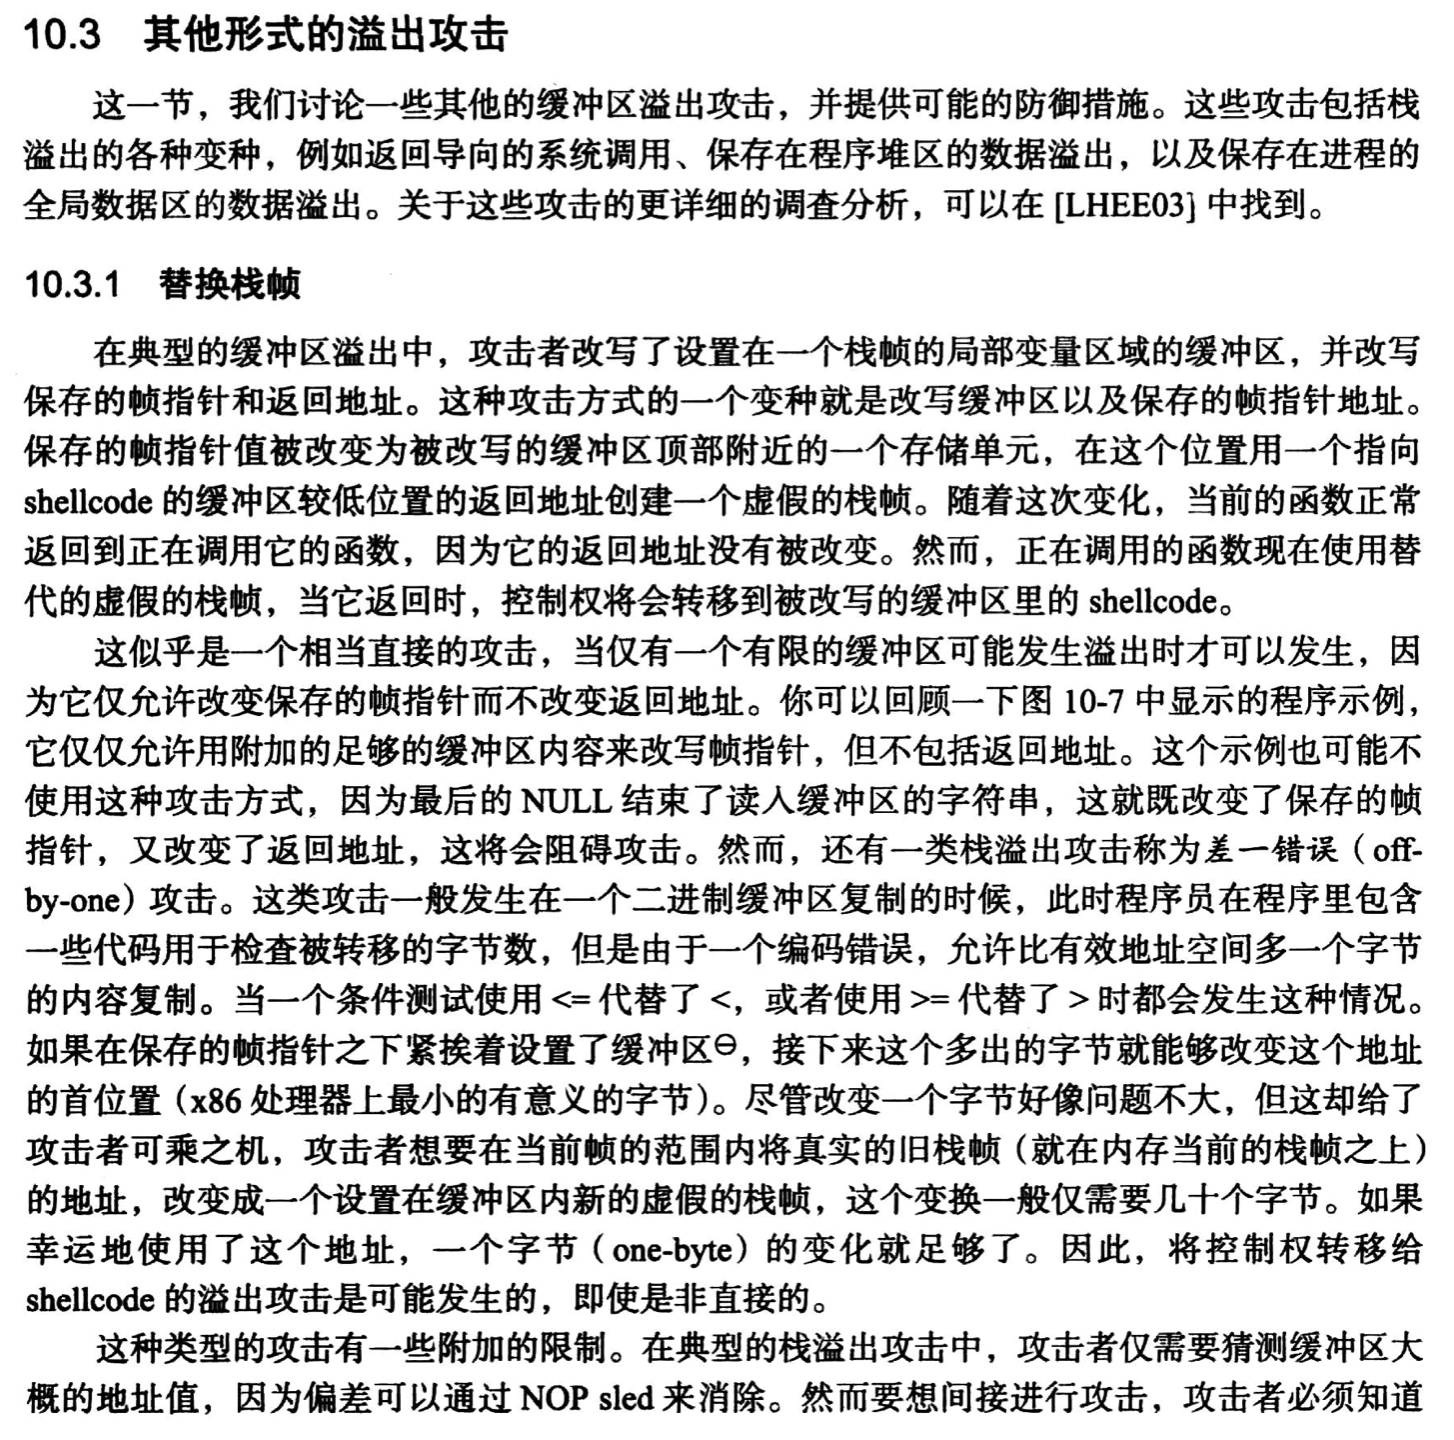 10.3 其他形式的溢出攻击
这一节，我们讨论一些其他的缓冲区溢出攻击，并提供可能的防御措施。这些攻击包括栈
溢出的各种变种，例如返回导向的系统调用、保存在程序堆区的数据溢出，以及保存在进程的
全局数据区的数据溢出。关于这些攻击的更详细的调查分析，可以在 [LHEE03] 中找到。
10.3.1 替换栈帧
在典型的缓冲区溢出中，攻击者改写了设置在一个栈帧的局部变量区域的缓冲区，并改写
保存的帧指针和返回地址。这种攻击方式的一个变种就是改写缓冲区以及保存的帧指针地址。
保存的帧指针值被改变为被改写的缓冲区顶部附近的一个存储单元，在这个位置用一个指向
shellcode 的缓冲区较低位置的返回地址创建一个虚假的栈帧。随着这次变化，当前的函数正常
返回到正在调用它的函数，因为它的返回地址没有被改变。然而，正在调用的函数现在使用替
代的虚假的栈帧，当它返回时，控制权将会转移到被改写的缓冲区里的 shellcode。
这似乎是一个相当直接的攻击，当仅有一个有限的缓冲区可能发生溢出时才可以发生，因
为它仅允许改变保存的帧指针而不改变返回地址。你可以回顾一下图 10-7 中显示的程序示例，
它仅仅允许用附加的足够的缓冲区内容来改写帧指针，但不包括返回地址。这个示例也可能不
使用这种攻击方式，因为最后的 NULL 结束了读入缓冲区的字符串，这就既改变了保存的帧
指针，又改变了返回地址，这将会阻碍攻击。然而，还有一类栈溢出攻击称为差一错误（off-
by-one）攻击。这类攻击一般发生在一个二进制缓冲区复制的时候，此时程序员在程序里包含
一些代码用于检查被转移的字节数，但是由于一个编码错误，允许比有效地址空间多一个字节
的内容复制。当一个条件测试使用 <= 代替了 <，或者使用 >= 代替了 > 时都会发生这种情况。
如果在保存的帧指针之下紧挨着设置了缓冲区⊖，接下来这个多出的字节就能够改变这个地址
的首位置（x86 处理器上最小的有意义的字节）。尽管改变一个字节好像问题不大，但这却给了
攻击者可乘之机，攻击者想要在当前帧的范围内将真实的旧栈帧（就在内存当前的栈帧之上）
的地址，改变成一个设置在缓冲区内新的虚假的栈帧，这个变换一般仅需要几十个字节。如果
幸运地使用了这个地址，一个字节（one-byte）的变化就足够了。因此，将控制权转移给
shellcode 的溢出攻击是可能发生的，即使是非直接的。
这种类型的攻击有一些附加的限制。在典型的栈溢出攻击中，攻击者仅需要猜测缓冲区大
概的地址值，因为偏差可以通过 NOP sled 来消除。然而要想间接进行攻击，攻击者必须知道